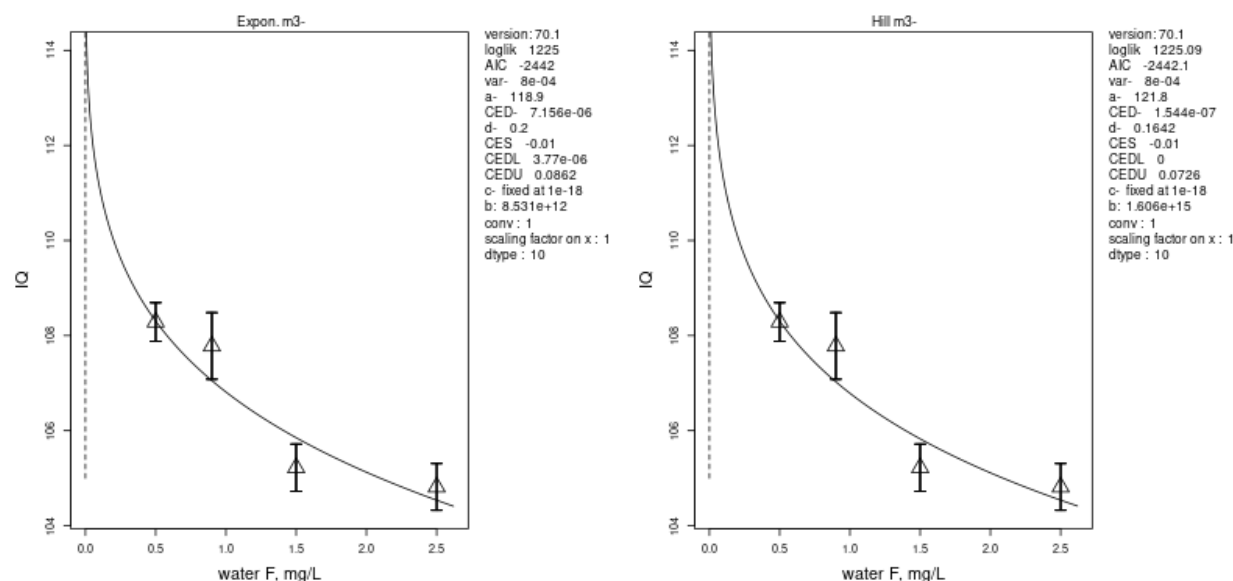 Expon. m3-
version: 70.1
loglik 1225
AIC -2442
var- 8e-04
a- 118.9
CED- 7.156e-06
d- 0.2
CES -0.01
CEDL 3.77e-06
CEDU 0.0862
c- fixed at 1e-18
b: 8.531e+12
conv : 1
scaling factor on x : 1
dtype : 10
IQ
114
112
110
108
106
104
0.0 0.5 1.0 1.5 2.0 2.5
water F, mg/L
Hill m3-
version: 70.1
loglik 1225.09
AIC -2442.1
var- 8e-04
a- 121.8
CED- 1.544e-07
d- 0.1642
CES -0.01
CEDL 0
CEDU 0.0726
c- fixed at 1e-18
b: 1.606e+15
conv : 1
scaling factor on x : 1
dtype : 10
IQ
114
112
110
108
106
104
0.0 0.5 1.0 1.5 2.0 2.5
water F, mg/L